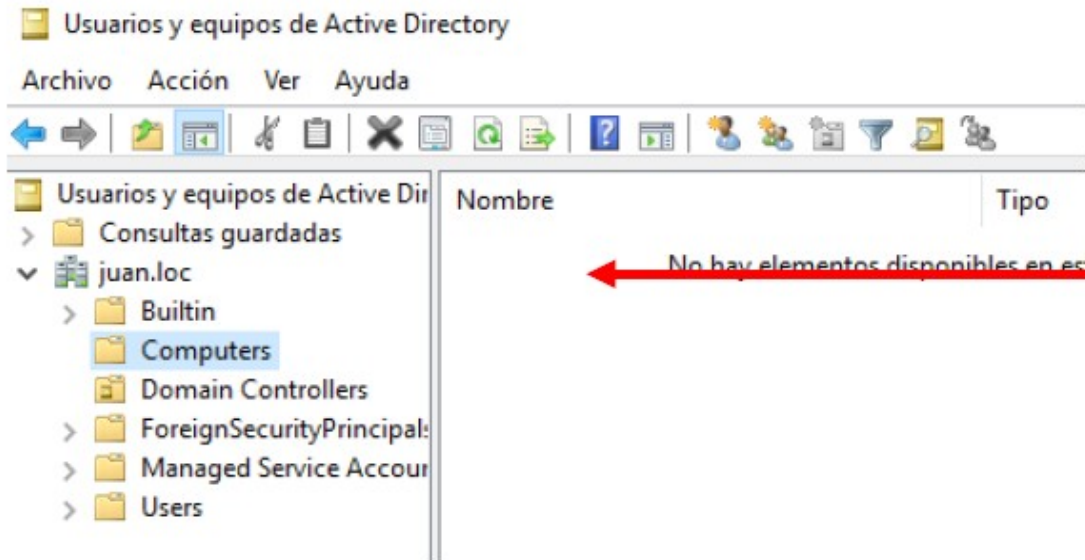 Usuarios y equipos de Active Directory
Archivo Acción Ver Ayuda
Usuarios y equipos de Active Dir
Nombre Tipo
Consultas guardadas
juan.loc
No hay elementos disponibles en es
Builtin
Computers
Domain Controllers
ForeignSecurityPrincipal
Managed Service Accoun
Users